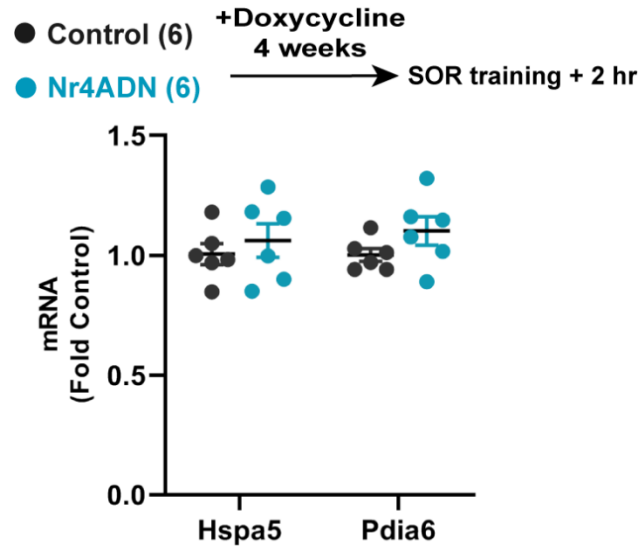 Control (6)
Nr4ADN (6)
+Doxycycline
4 weeks
SOR training + 2 hr
mRNA
(Fold Control)
1.5
1.0
0.5
0.0
Hspa5
Pdia6